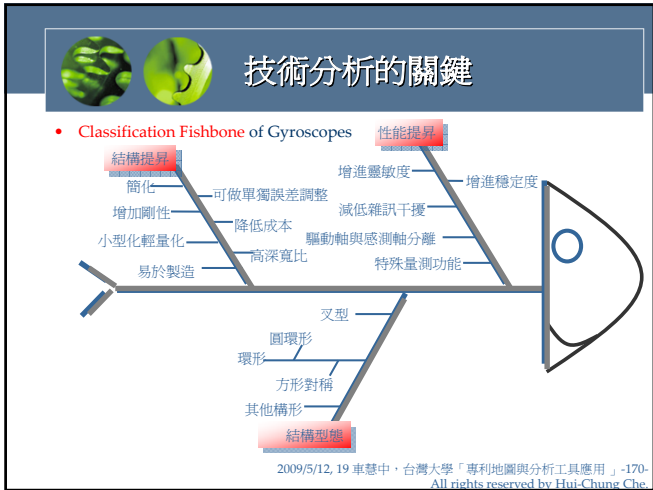 技術分析的關鍵
• Classification Fishbone of Gyroscopes
性能提昇
結構提昇
增進靈敏度
增進穩定度
簡化
可做單獨誤差調整
增加剛性
減低雜訊干擾
降低成本
小型化輕量化
驅動軸與感測軸分離
高深寬比
特殊量測功能
易於製造
叉型
圓環形
環形
方形對稱
其他構形
結構型態
2009/5/12, 19 車慧中，台灣大學「專利地圖與分析工具應用 」-170-
All rights reserved by Hui-Chung Che.